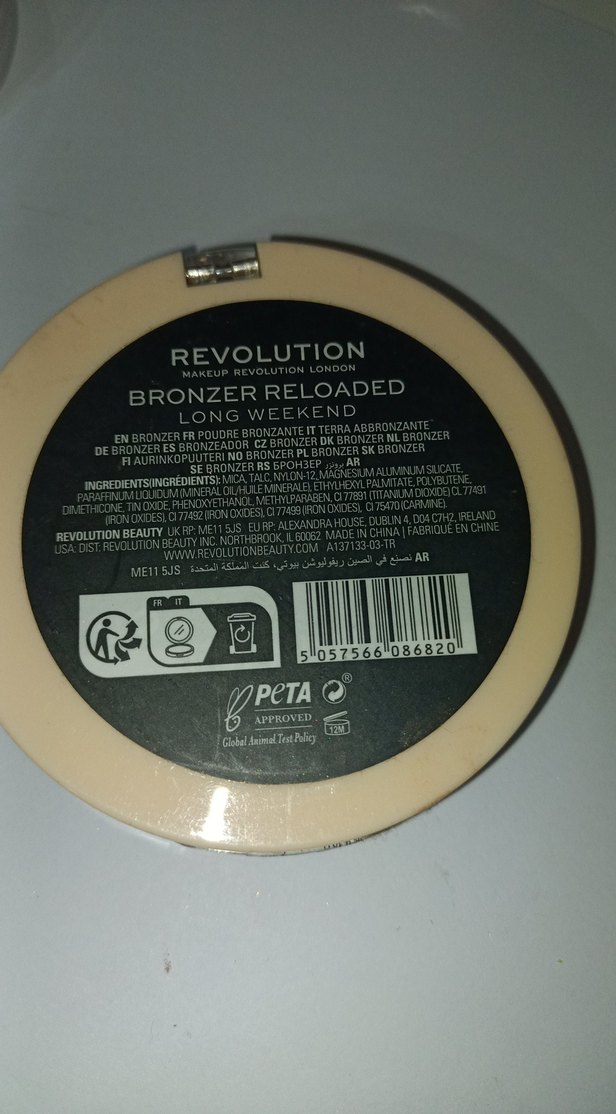 REVOLUTION
MAKEUP REVOLUTION LONDON
BRONZER RELOADED
LONG WEEKEND
EN BRONZER FR POUDRE BRONZANTE IT TERRA ABBRONZANTE
DE BRONZER ES BRONZEADOR CZ BRONZER DK BRONZER NL BRONZER
FI AURINKOPUUTERI NO BRONZER PL BRONZER SK BRONZER
SE BRONZER RS БРОНЗЕР برونزر AR
INGREDIENTS(INGRÉDIENTS): MICA, TALC, NYLON-12, MAGNESIUM ALUMINUM SILICATE,
PARAFFINUM LIQUIDUM (MINERAL OIL/HUILE MINERALE), ETHYLHEXYL PALMITATE, POLYBUTENE,
DIMETHICONE, TIN OXIDE, PHENOXYETHANOL, METHYLPARABEN, CI 77891 (TITANIUM DIOXIDE) CI 77491
(IRON OXIDES), CI 77492 (IRON OXIDES), CI 77499 (IRON OXIDES), CI 75470 (CARMINE).
REVOLUTION BEAUTY UK RP: ME11 5JS EU RP: ALEXANDRA HOUSE, DUBLIN 4, D04 C7H2, IRELAND
USA: DIST. REVOLUTION BEAUTY INC. NORTHBROOK, IL 60062 MADE IN CHINA | FABRIQUÉ EN CHINE
WWW.REVOLUTIONBEAUTY.COM A137133-03-TR
ME11 5JS نصنع في الصين ريفوليوشن بيوتي، كنت المملكة المتحدة AR
FR IT
5 057566 086820
PETA
APPROVED
Global Animal Test Policy
®
12M